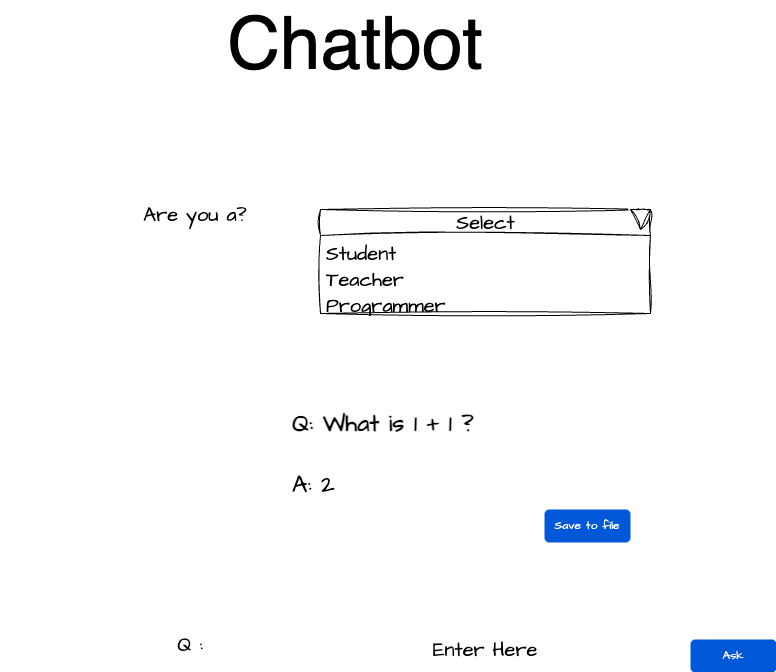 Chatbot
Are you a?
Select
Student
Teacher
Programmer
Q: What is 1 + 1 ?
A: 2
Save to file
Q :
Enter Here
Ask